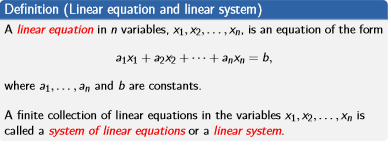 Definition (Linear equation and linear system)
A linear equation in n variables, x₁, x₂, . . . , xₙ, is an equation of the form
a₁x₁ + a₂x₂ + · · · + aₙxₙ = b,
where a₁, . . . , aₙ and b are constants.
A finite collection of linear equations in the variables x₁, x₂, . . . , xₙ is
called a system of linear equations or a linear system.